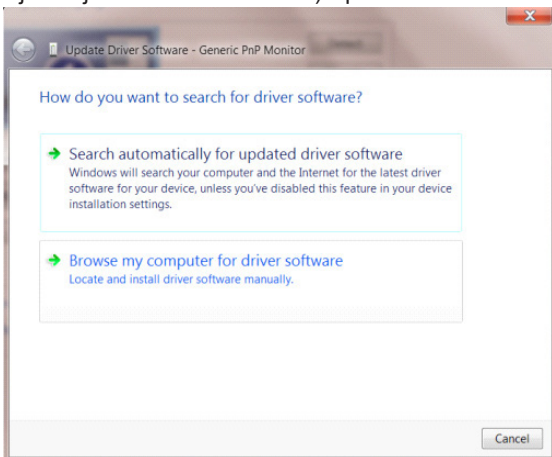 Update Driver Software - Generic PnP Monitor
How do you want to search for driver software?
Search automatically for updated driver software
Windows will search your computer and the Internet for the latest driver
software for your device, unless you've disabled this feature in your device
installation settings.
Browse my computer for driver software
Locate and install driver software manually.
Cancel